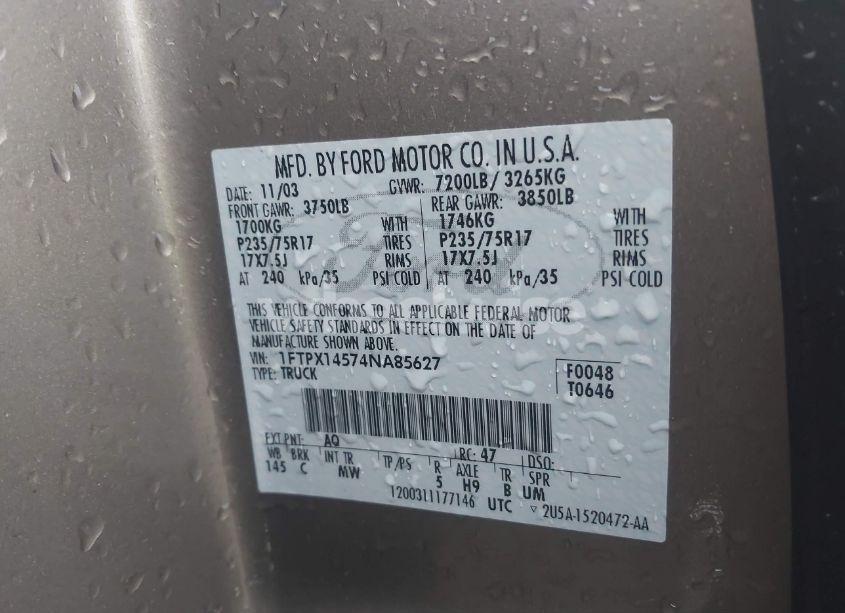 MFD. BY FORD MOTOR CO. IN U.S.A.
DATE: 11/03 GVWR: 7200LB/ 3265KG
FRONT GAWR: 3750LB REAR GAWR: 3850LB
1700KG WITH 1746KG WITH
P235/75R17 TIRES P235/75R17 TIRES
17X7.5J RIMS 17X7.5J RIMS
AT 240 kPa/35 PSI COLD AT 240 kPa/35 PSI COLD
THIS VEHICLE CONFORMS TO ALL APPLICABLE FEDERAL MOTOR
VEHICLE SAFETY STANDARDS IN EFFECT ON THE DATE OF
MANUFACTURE SHOWN ABOVE.
VIN: 1FTPX14574NA85627 F0048
TYPE: TRUCK T0646
EXT PNT: AQ RC: 47 DSO:
WB BRK INT TR TP/PS R AXLE TR SPR
145 C MW 5 H9 B UM
1200311177146 UTC ▿ 2U5A-1520472-AA